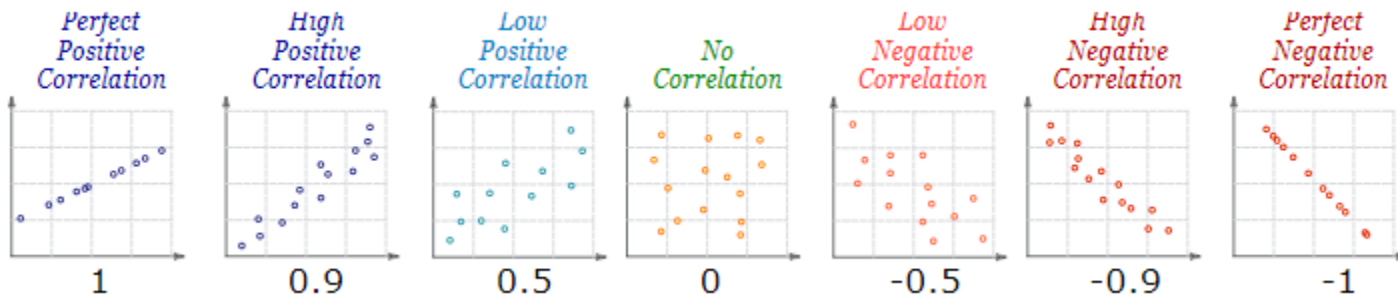 Perfect
Positive
Correlation
High
Positive
Correlation
Low
Positive
Correlation
No
Correlation
Low
Negative
Correlation
High
Negative
Correlation
Perfect
Negative
Correlation
1
0.9
0.5
0
-0.5
-0.9
-1